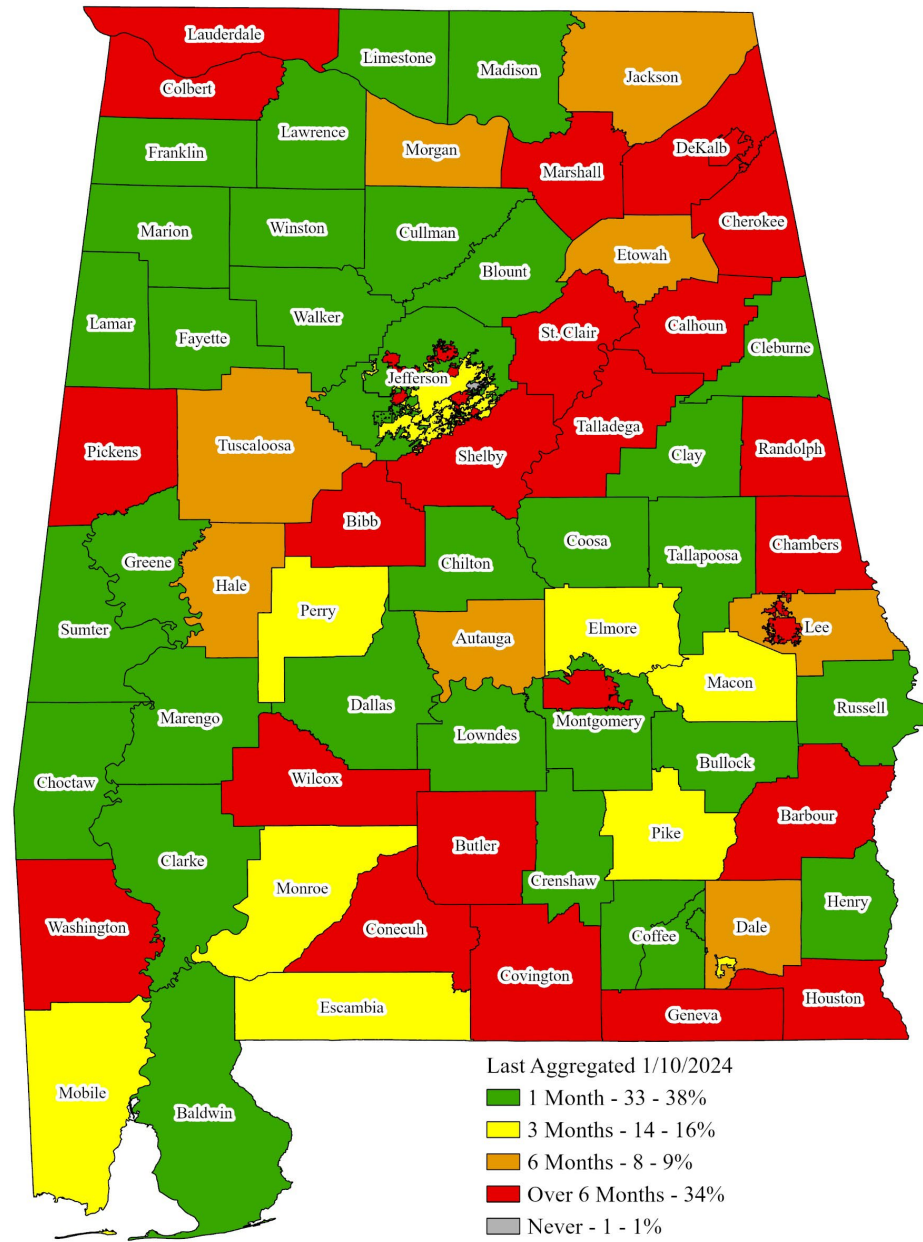 Lauderdale
Limestone
Madison
Jackson
Colbert
Lawrence
Franklin
Morgan
Marshall
DeKalb
Cherokee
Marion
Winston
Cullman
Blount
Etowah
Lamar
Fayette
Walker
St. Clair
Calhoun
Cleburne
Jefferson
Pickens
Tuscaloosa
Shelby
Talladega
Clay
Randolph
Bibb
Greene
Hale
Chilton
Coosa
Tallapoosa
Chambers
Sumter
Perry
Autauga
Elmore
Lee
Macon
Marengo
Dallas
Lowndes
Montgomery
Russell
Bullock
Choctaw
Wilcox
Barbour
Clarke
Butler
Pike
Monroe
Crenshaw
Henry
Washington
Conecuh
Coffee
Dale
Covington
Escambia
Geneva
Houston
Mobile
Baldwin
Last Aggregated 1/10/2024
1 Month - 33 - 38%
3 Months - 14 - 16%
6 Months - 8 - 9%
Over 6 Months - 34%
Never - 1 - 1%